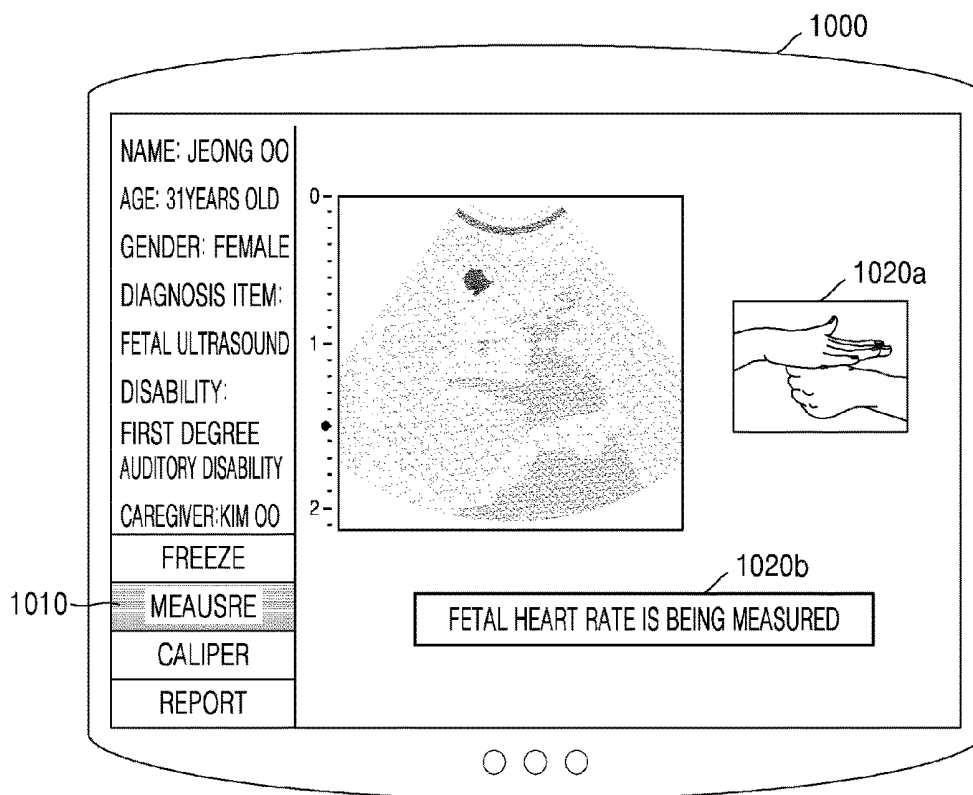 1000
NAME: JEONG OO
AGE: 31YEARS OLD
GENDER: FEMALE
DIAGNOSIS ITEM:
FETAL ULTRASOUND
DISABILITY:
FIRST DEGREE
AUDITORY DISABILITY
CAREGIVER:KIM OO
FREEZE
1010
MEAUSRE
CALIPER
REPORT
0
1
2
1020a
1020b
FETAL HEART RATE IS BEING MEASURED